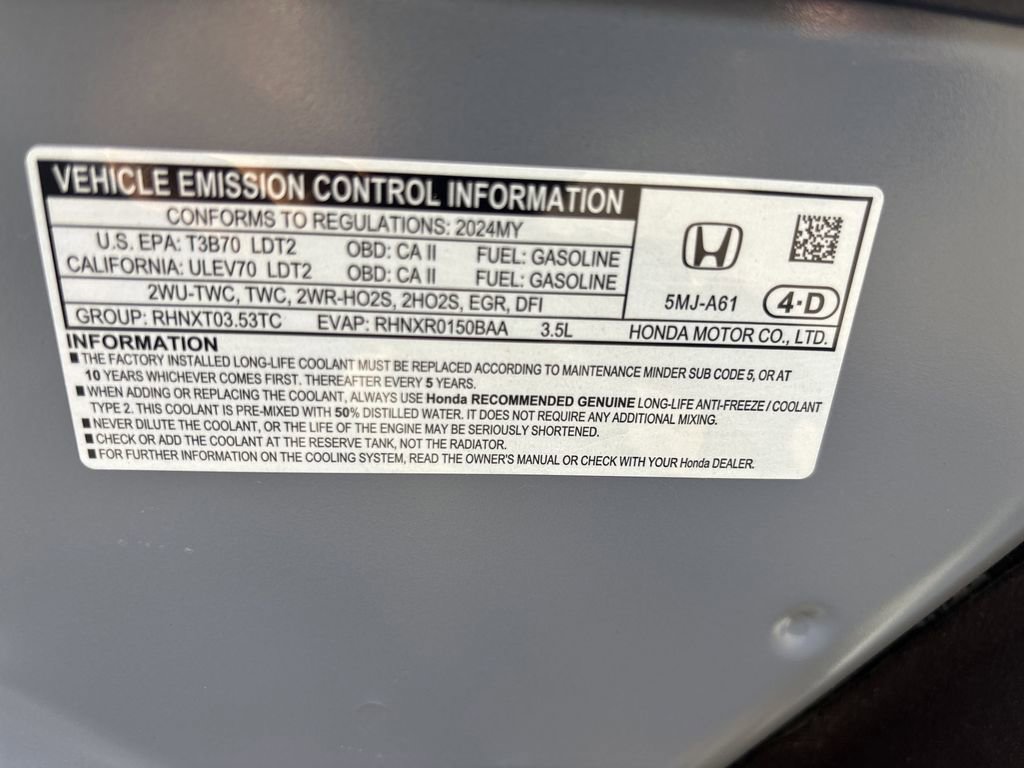 VEHICLE EMISSION CONTROL INFORMATION
CONFORMS TO REGULATIONS: 2024MY
U.S. EPA: T3B70 LDT2 OBD: CA II FUEL: GASOLINE
CALIFORNIA: ULEV70 LDT2 OBD: CA II FUEL: GASOLINE
2WU-TWC, TWC, 2WR-HO2S, 2HO2S, EGR, DFI
5MJ-A61 4·D
GROUP: RHNXT03.53TC EVAP: RHNXR0150BAA 3.5L HONDA MOTOR CO., LTD.
INFORMATION
■ THE FACTORY INSTALLED LONG-LIFE COOLANT MUST BE REPLACED ACCORDING TO MAINTENANCE MINDER SUB CODE 5, OR AT
10 YEARS WHICHEVER COMES FIRST. THEREAFTER EVERY 5 YEARS.
■ WHEN ADDING OR REPLACING THE COOLANT, ALWAYS USE Honda RECOMMENDED GENUINE LONG-LIFE ANTI-FREEZE / COOLANT
TYPE 2. THIS COOLANT IS PRE-MIXED WITH 50% DISTILLED WATER. IT DOES NOT REQUIRE ANY ADDITIONAL MIXING.
■ NEVER DILUTE THE COOLANT, OR THE LIFE OF THE ENGINE MAY BE SERIOUSLY SHORTENED.
■ CHECK OR ADD THE COOLANT AT THE RESERVE TANK, NOT THE RADIATOR.
■ FOR FURTHER INFORMATION ON THE COOLING SYSTEM, READ THE OWNER'S MANUAL OR CHECK WITH YOUR Honda DEALER.